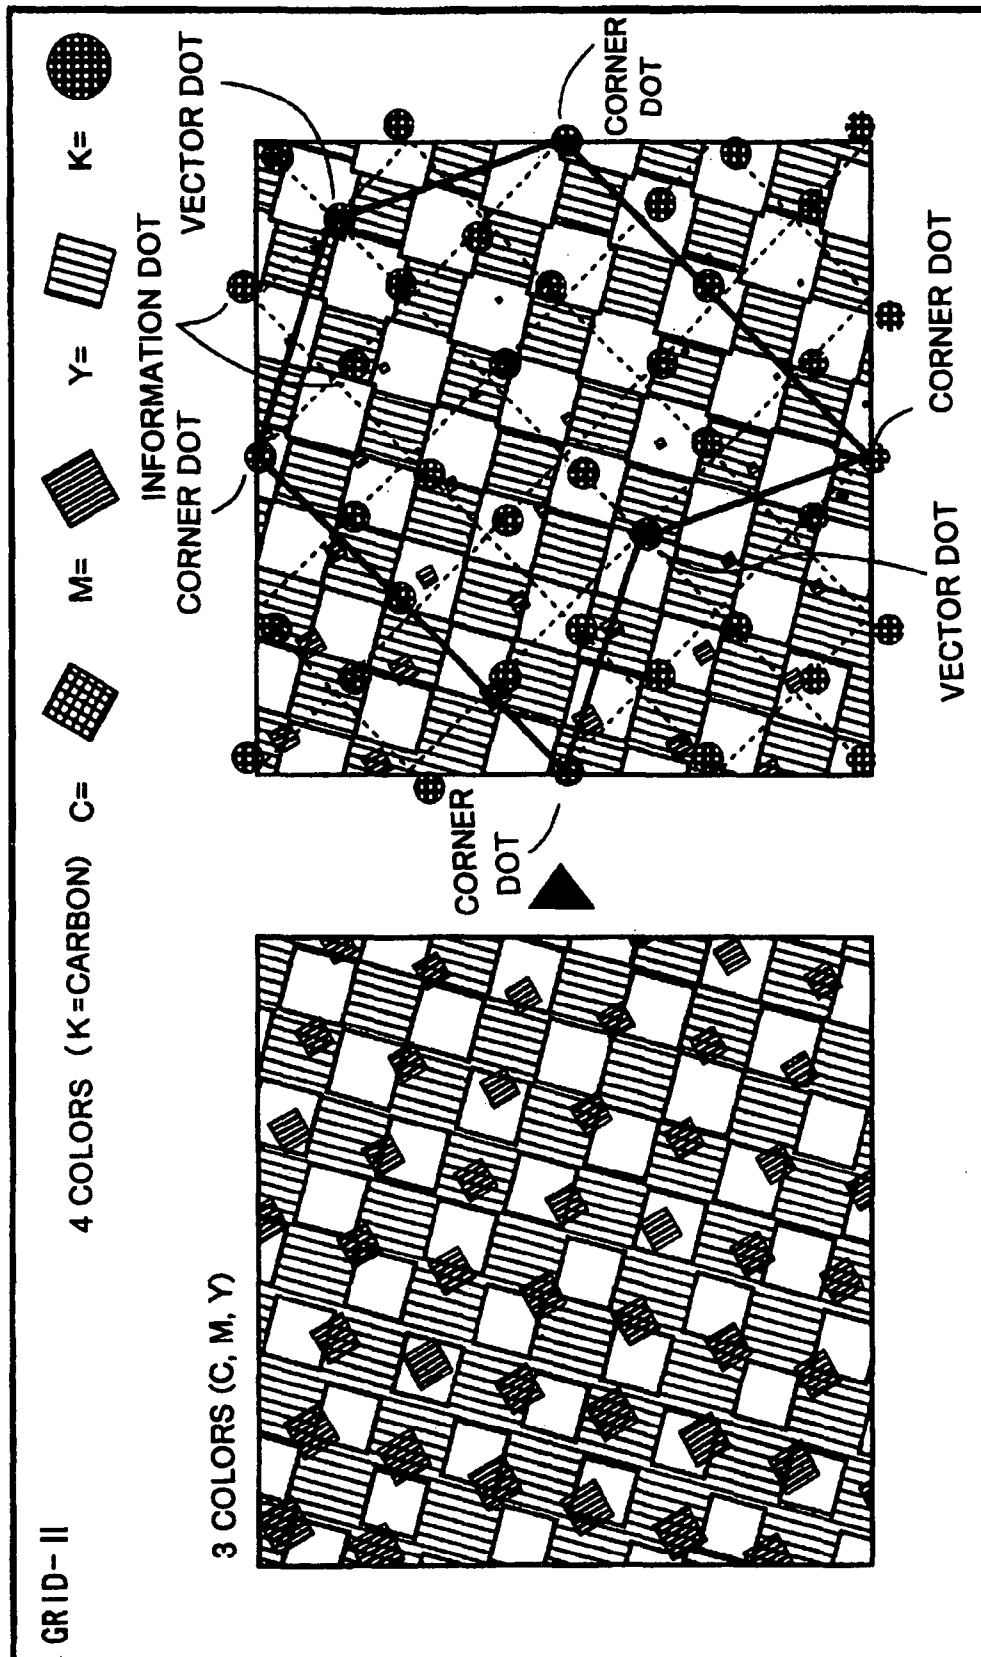 GRID-II
4 COLORS (K=CARBON) C= M= Y= K=
3 COLORS (C, M, Y)
CORNER DOT
INFORMATION DOT
VECTOR DOT
CORNER
DOT
CORNER
DOT
VECTOR DOT
CORNER DOT